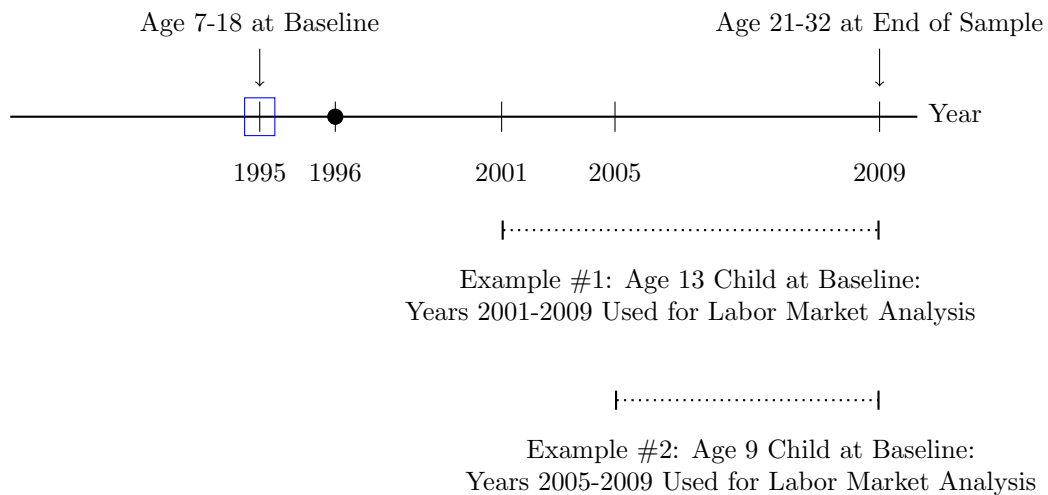 Age 7-18 at Baseline
Age 21-32 at End of Sample
Year
1995
1996
2001
2005
2009
Example #1: Age 13 Child at Baseline:
Years 2001-2009 Used for Labor Market Analysis
Example #2: Age 9 Child at Baseline:
Years 2005-2009 Used for Labor Market Analysis